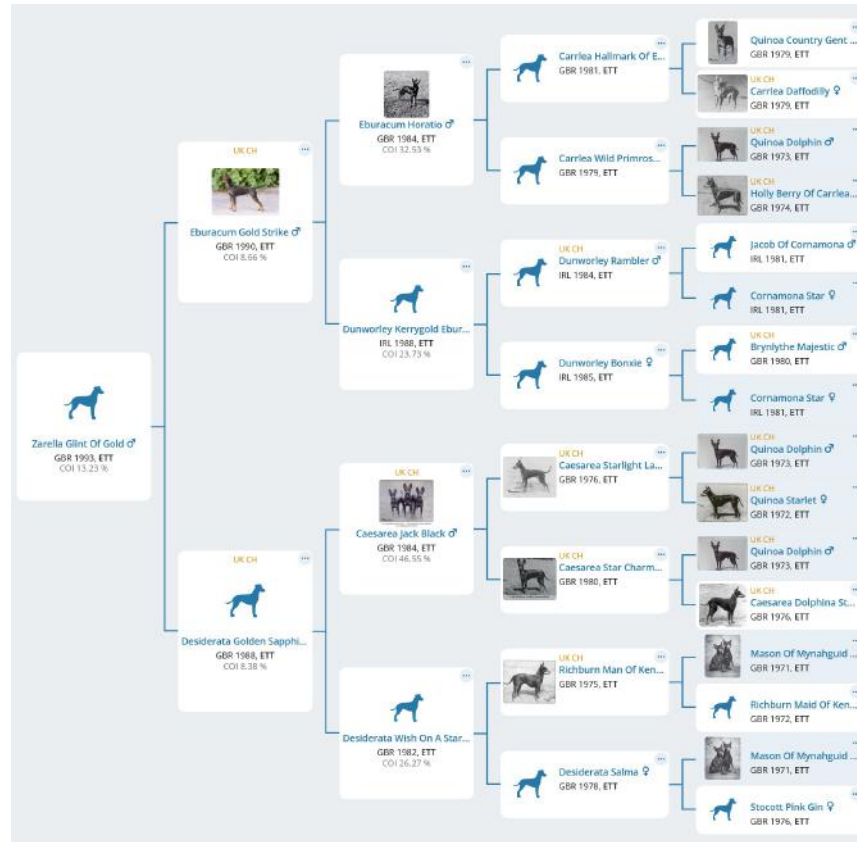 Zarella Glint Of Gold ♂
GBR 1993, ETT
COI 13.23 %
UK CH
Eburacum Gold Strike ♂
GBR 1990, ETT
COI 8.66 %
UK CH
Desiderata Golden Sapphi...
GBR 1988, ETT
COI 8.38 %
Eburacum Horatio ♂
GBR 1984, ETT
COI 32.53 %
Dunworley Kerrygold Ebur...
IRL 1988, ETT
COI 23.73 %
UK CH
Caesarea Jack Black ♂
GBR 1984, ETT
COI 46.55 %
Desiderata Wish On A Star...
GBR 1982, ETT
COI 26.27 %
Carrlea Hallmark Of E...
GBR 1981, ETT
Carrlea Wild Primros...
GBR 1979, ETT
UK CH
Dunworley Rambler ♂
IRL 1984, ETT
Dunworley Bonxie ♀
IRL 1985, ETT
UK CH
Caesarea Starlight La...
GBR 1976, ETT
UK CH
Caesarea Star Charm...
GBR 1980, ETT
UK CH
Richburn Man Of Ken...
GBR 1975, ETT
Desiderata Salma ♀
GBR 1978, ETT
Quinoa Country Gent ...
GBR 1979, ETT
UK CH
Carrlea Daffodilly ♀
GBR 1979, ETT
UK CH
Quinoa Dolphin ♂
GBR 1973, ETT
UK CH
Holly Berry Of Carrlea...
GBR 1974, ETT
Jacob Of Cornamona ♂
IRL 1981, ETT
Cornamona Star ♀
IRL 1981, ETT
UK CH
Brynlythe Majestic ♂
GBR 1980, ETT
Cornamona Star ♀
IRL 1981, ETT
UK CH
Quinoa Dolphin ♂
GBR 1973, ETT
UK CH
Quinoa Starlet ♀
GBR 1972, ETT
UK CH
Quinoa Dolphin ♂
GBR 1973, ETT
UK CH
Caesarea Dolphina St...
GBR 1976, ETT
Mason Of Mynahguid ...
GBR 1971, ETT
Richburn Maid Of Ken...
GBR 1972, ETT
Mason Of Mynahguid ...
GBR 1971, ETT
Stocott Pink Gin ♀
GBR 1976, ETT